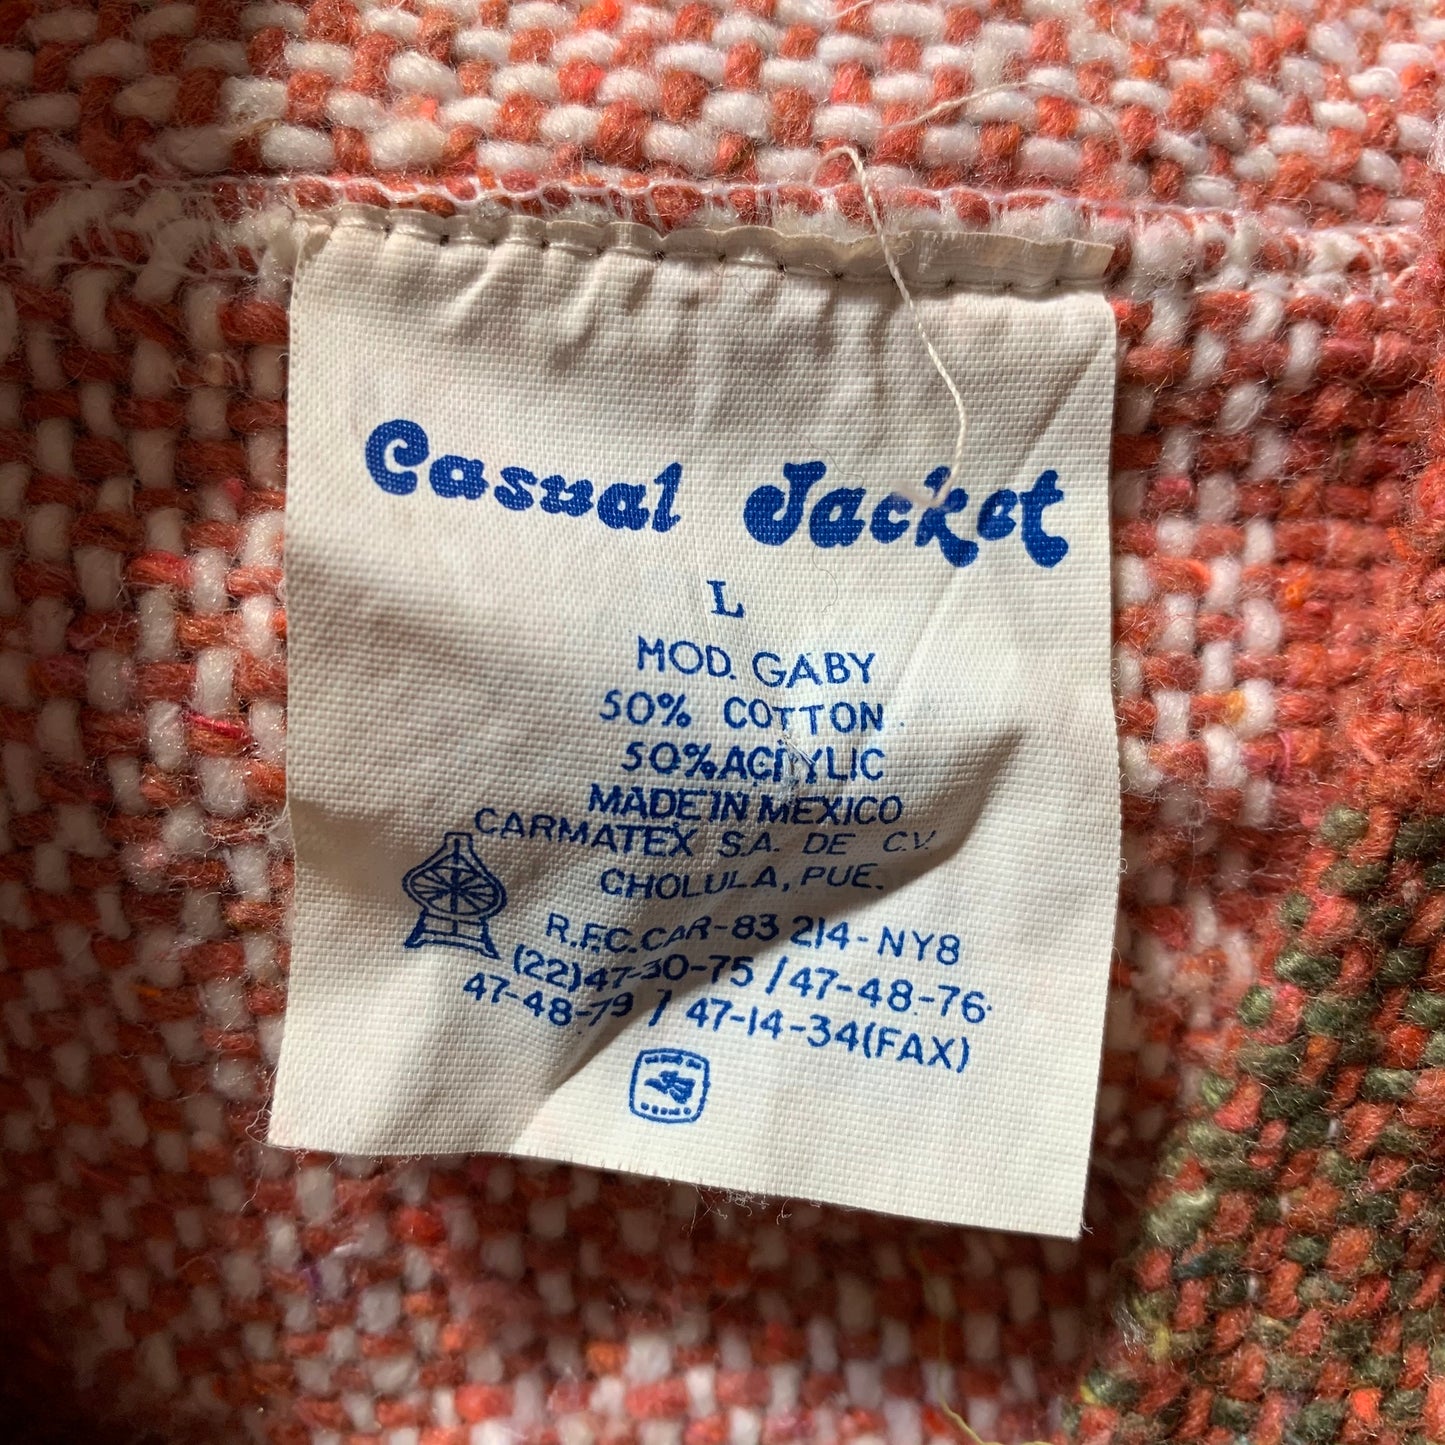 Casual Jacket
L
MOD. GABY
50% COTTON
50% ACRYLIC
MADE IN MEXICO
CARMATEX S.A. DE C.V.
CHOLULA, PUE.
R.F.C. CAR-83 214-NY8
(22)47-30-75 / 47-48-76
47-48-79 / 47-14-34(FAX)